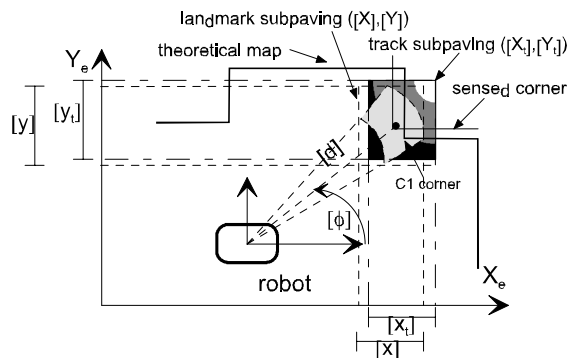 landmark subpaving ([X],[Y])
theoretical map
track subpaving ([Xt],[Yt])
sensed corner
Ye
[y]
[yt]
[d]
C1 corner
[ϕ]
robot
Xe
[xt]
[x]